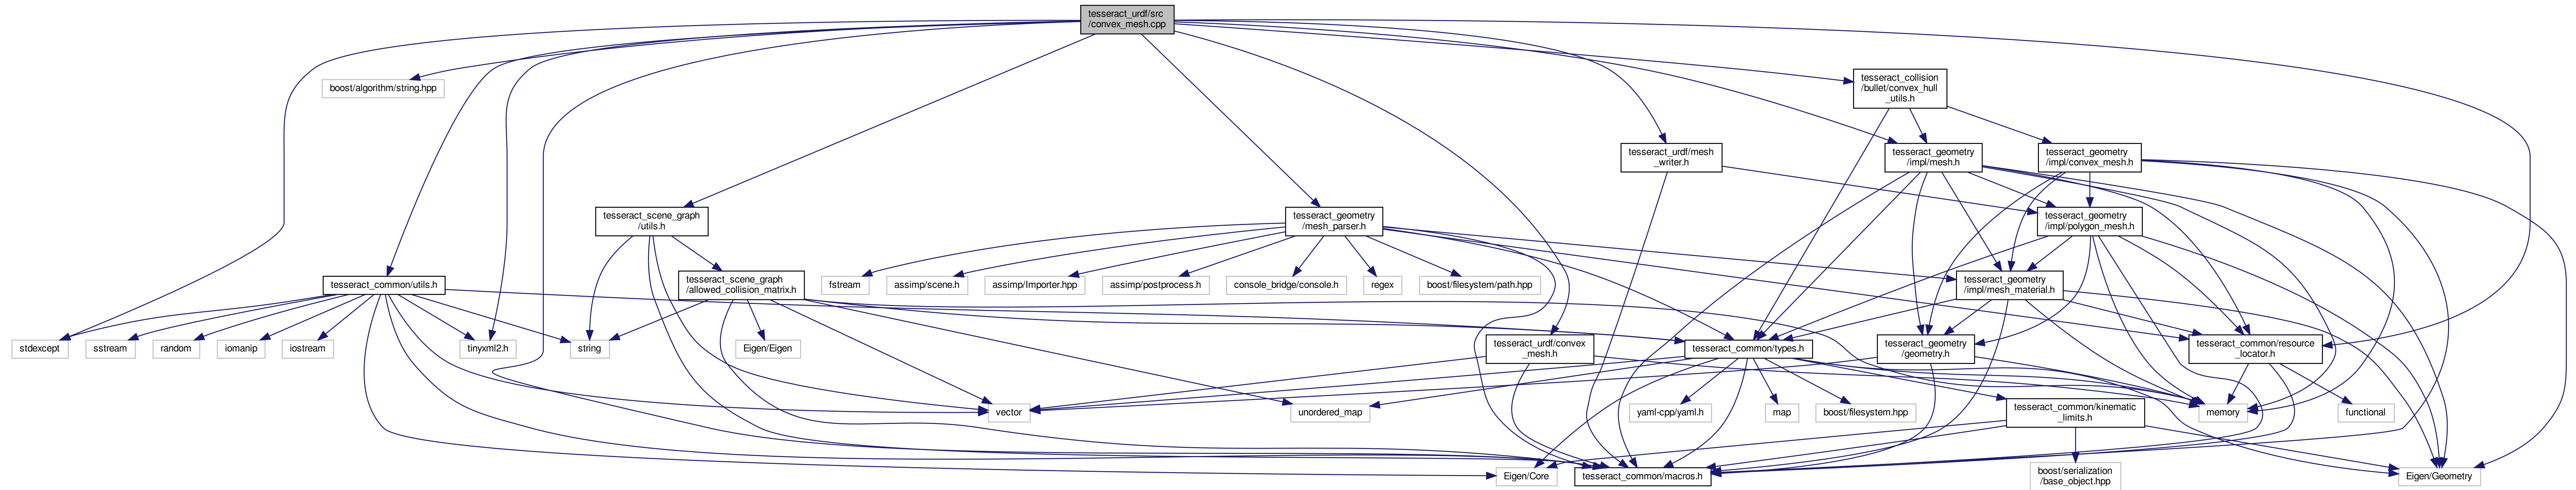 tesseract_urdf/src
/convex_mesh.cpp
tesseract_collision
/bullet/convex_hull
_utils.h
boost/algorithm/string.hpp
tesseract_urdf/mesh
_writer.h
tesseract_geometry
/impl/mesh.h
tesseract_geometry
/impl/convex_mesh.h
tesseract_scene_graph
/utils.h
tesseract_geometry
/mesh_parser.h
tesseract_geometry
/impl/polygon_mesh.h
tesseract_common/utils.h
tesseract_scene_graph
/allowed_collision_matrix.h
fstream
assimp/scene.h
assimp/Importer.hpp
assimp/postprocess.h
console_bridge/console.h
regex
boost/filesystem/path.hpp
tesseract_geometry
/impl/mesh_material.h
stdexcept
sstream
random
iomanip
iostream
tinyxml2.h
string
Eigen/Eigen
tesseract_urdf/convex
_mesh.h
tesseract_common/types.h
tesseract_geometry
/geometry.h
tesseract_common/resource
_locator.h
vector
unordered_map
yaml-cpp/yaml.h
map
boost/filesystem.hpp
tesseract_common/kinematic
_limits.h
memory
functional
Eigen/Core
tesseract_common/macros.h
boost/serialization
/base_object.hpp
Eigen/Geometry